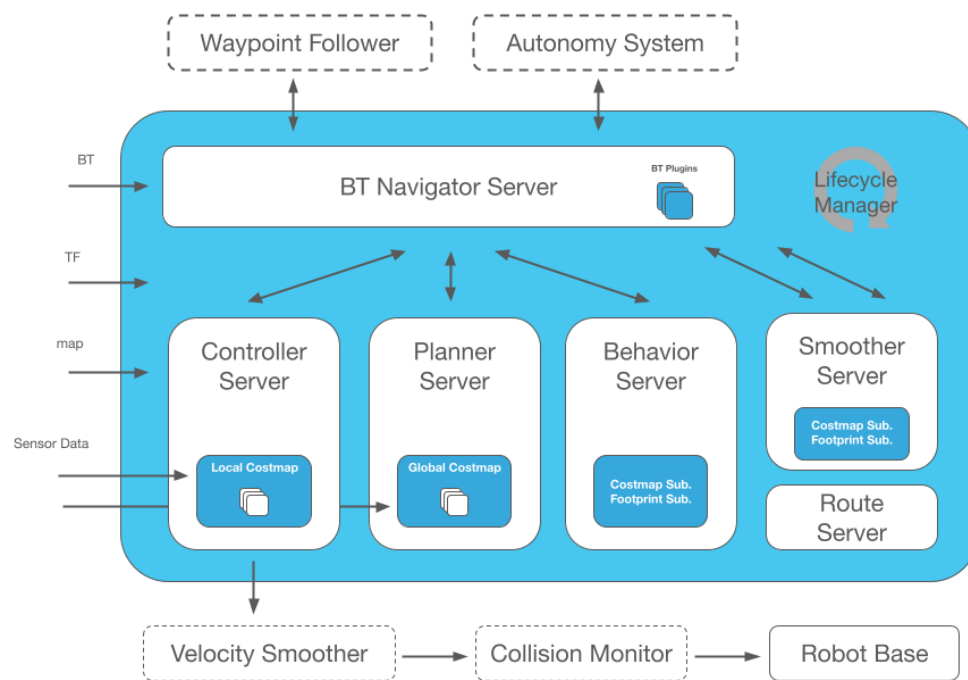 Waypoint Follower
Autonomy System
BT
BT Navigator Server
BT Plugins
Lifecycle
Manager
TF
map
Sensor Data
Controller
Server
Local Costmap
Planner
Server
Global Costmap
Behavior
Server
Costmap Sub.
Footprint Sub.
Smoother
Server
Costmap Sub.
Footprint Sub.
Route
Server
Velocity Smoother
Collision Monitor
Robot Base